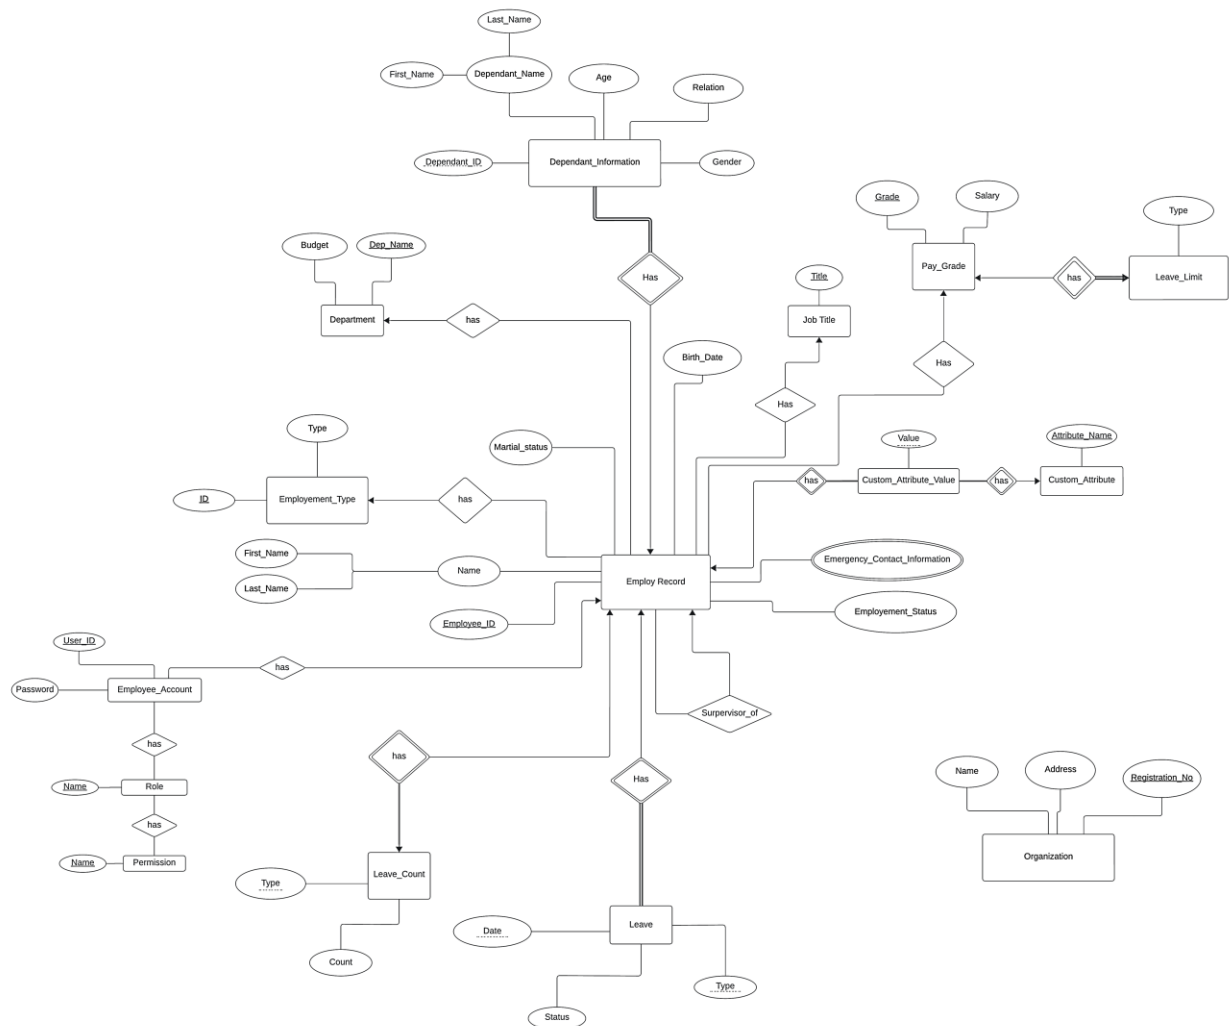 Last_Name
First_Name
Dependant_Name
Age
Relation
Dependant_ID
Dependant_Information
Gender
Grade
Salary
Type
Budget
Dep_Name
Has
Title
Pay_Grade
has
Leave_Limit
Department
has
Job Title
Birth_Date
Has
Has
Type
Martial_status
Value
Attribute_Name
ID
Employement_Type
has
has
Custom_Attribute_Value
has
Custom_Attribute
First_Name
Last_Name
Name
Employ Record
Emergency_Contact_Information
Employee_ID
Employement_Status
User_ID
has
Password
Employee_Account
Surpervisor_of
has
has
Has
Name
Role
Name
Address
Registration_No
has
Name
Permission
Organization
Type
Leave_Count
Date
Leave
Count
Type
Status